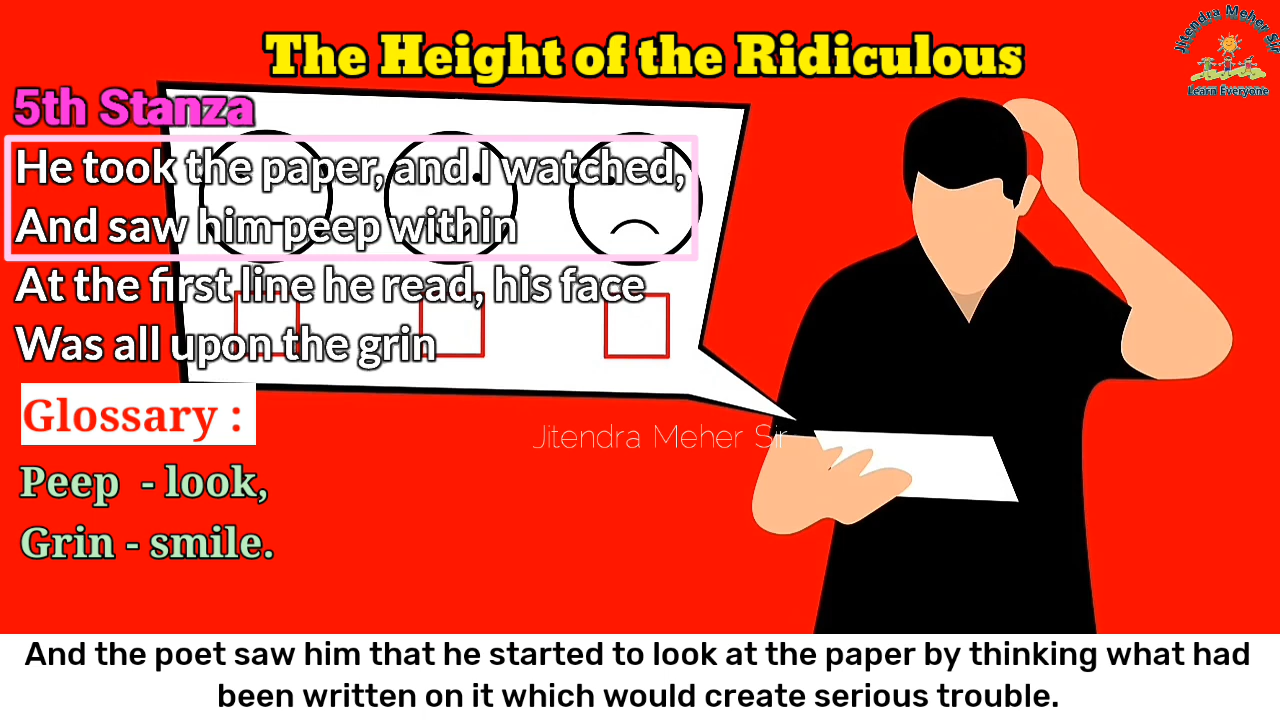 The Height of the Ridiculous
Jitendra Meher Sir
Learn Everyone
5th Stanza
He took the paper, and I watched,
And saw him peep within
At the first line he read, his face
Was all upon the grin
Glossary :
Jitendra Meher Sir
Peep - look,
Grin - smile.
And the poet saw him that he started to look at the paper by thinking what had
been written on it which would create serious trouble.